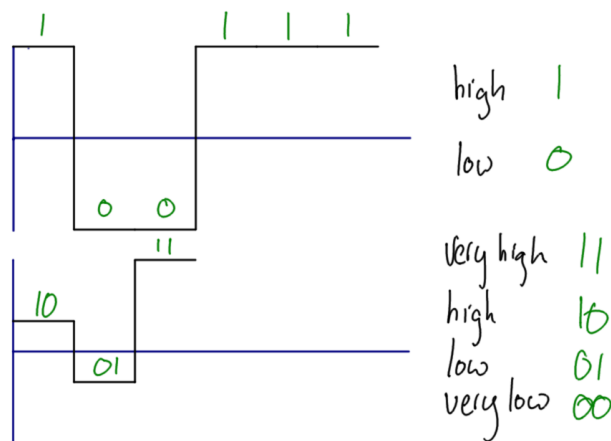 1 1 1 1
high 1
low 0
0 0
11
very high 11
10
high 10
01
low 01
very low 00